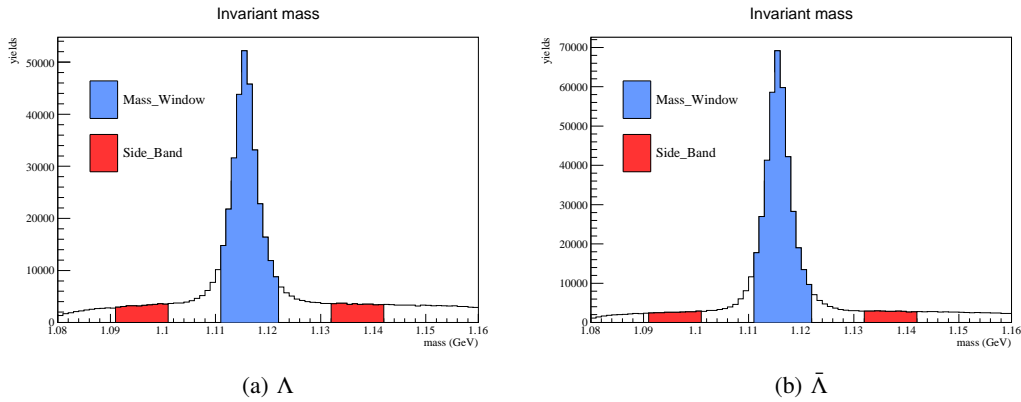 Invariant mass
yields
50000
40000
30000
20000
10000
0
Mass_Window
Side_Band
1.08 1.09 1.1 1.11 1.12 1.13 1.14 1.15 1.16
mass (GeV)
(a) Λ
Invariant mass
yields
70000
60000
50000
40000
30000
20000
10000
0
Mass_Window
Side_Band
1.08 1.09 1.1 1.11 1.12 1.13 1.14 1.15 1.16
mass (GeV)
(b) Λ̄